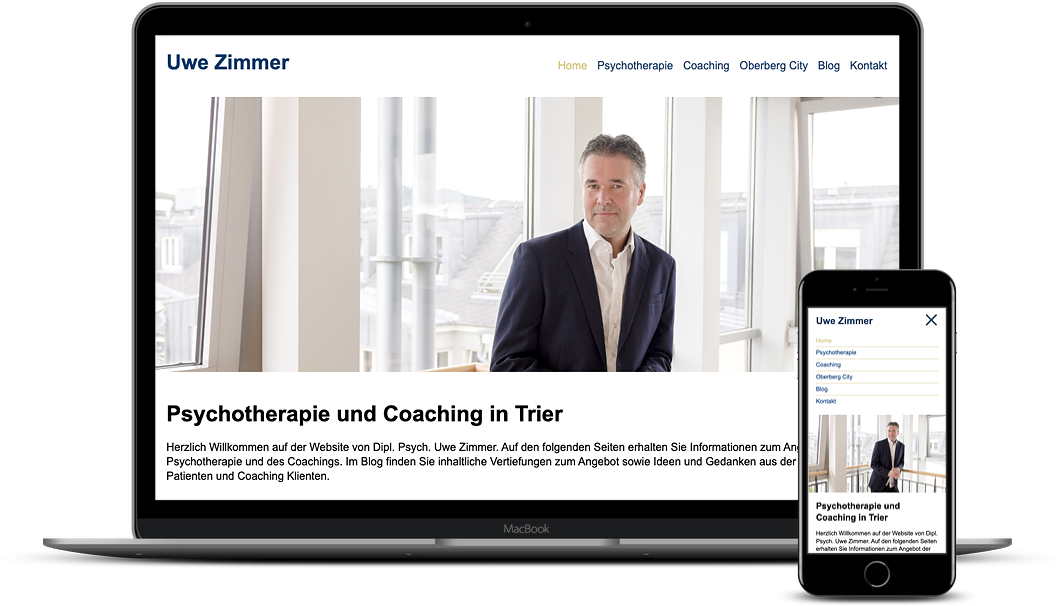 Uwe Zimmer
Home Psychotherapie Coaching Oberberg City Blog Kontakt
Psychotherapie und Coaching in Trier
Herzlich Willkommen auf der Website von Dipl. Psych. Uwe Zimmer. Auf den folgenden Seiten erhalten Sie Informationen zum
Psychotherapie und des Coachings. Im Blog finden Sie inhaltliche Vertiefungen zum Angebot sowie Ideen und Gedanken aus der
Patienten und Coaching Klienten.
MacBook
Uwe Zimmer
Home
Psychotherapie
Coaching
Oberberg City
Blog
Kontakt
Psychotherapie und
Coaching in Trier
Herzlich Willkommen auf der Website von Dipl.
Psych. Uwe Zimmer. Auf den folgenden Seiten
erhalten Sie Informationen zum Angebot der